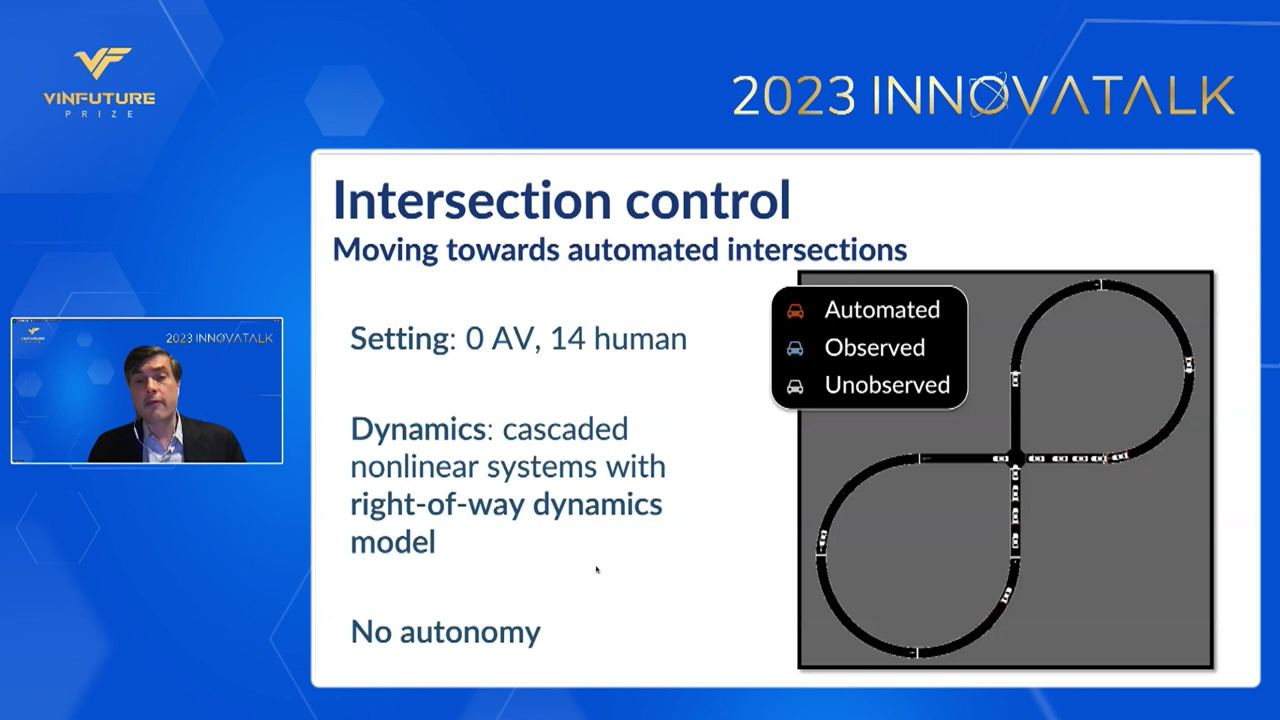 VINFUTURE
PRIZE
2023 INNOVATALK
Intersection control
Moving towards automated intersections
Automated
Observed
Unobserved
Setting: 0 AV, 14 human
Dynamics: cascaded
nonlinear systems with
right-of-way dynamics
model
No autonomy
VINFUTURE
2023 INNOVATALK